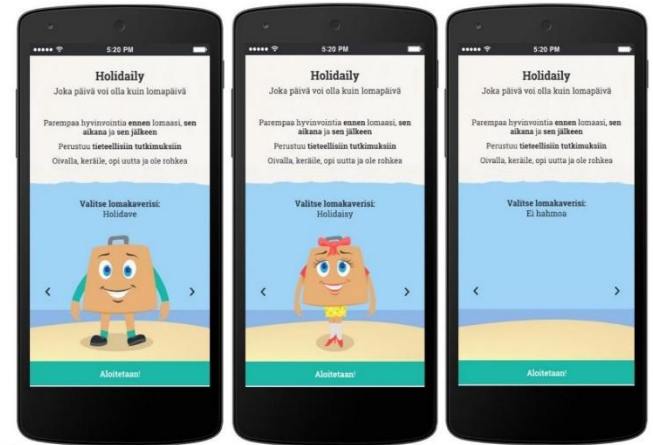 5:20 PM
Holidaily
Joka päivä voi olla kuin lomapäivä
Parempaa hyvinvointia ennen lomaasi, sen
aikana ja sen jälkeen
Perustuu tieteellisiin tutkimuksiin
Oivalla, keräile, opi uutta ja ole rohkea
Valitse lomakaverisi:
Holidave
Aloitetaan!
5:20 PM
Holidaily
Joka päivä voi olla kuin lomapäivä
Parempaa hyvinvointia ennen lomaasi, sen
aikana ja sen jälkeen
Perustuu tieteellisiin tutkimuksiin
Oivalla, keräile, opi uutta ja ole rohkea
Valitse lomakaverisi:
Holidaisy
Aloitetaan!
5:20 PM
Holidaily
Joka päivä voi olla kuin lomapäivä
Parempaa hyvinvointia ennen lomaasi, sen
aikana ja sen jälkeen
Perustuu tieteellisiin tutkimuksiin
Oivalla, keräile, opi uutta ja ole rohkea
Valitse lomakaverisi:
Ei hahmoa
Aloitetaan!